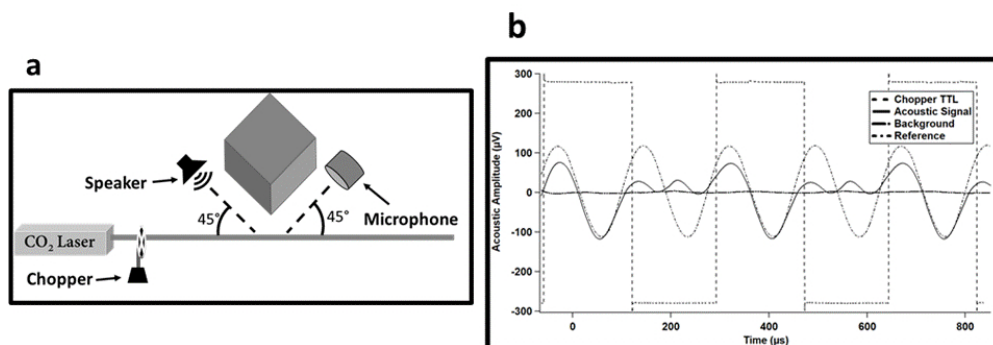 a
Speaker
45°
45°
Microphone
CO2 Laser
Chopper
b
300
200
100
0
-100
-200
-300
Acoustic Amplitude (µV)
Chopper TTL
Acoustic Signal
Background
Reference
0 200 400 600 800
Time (µs)